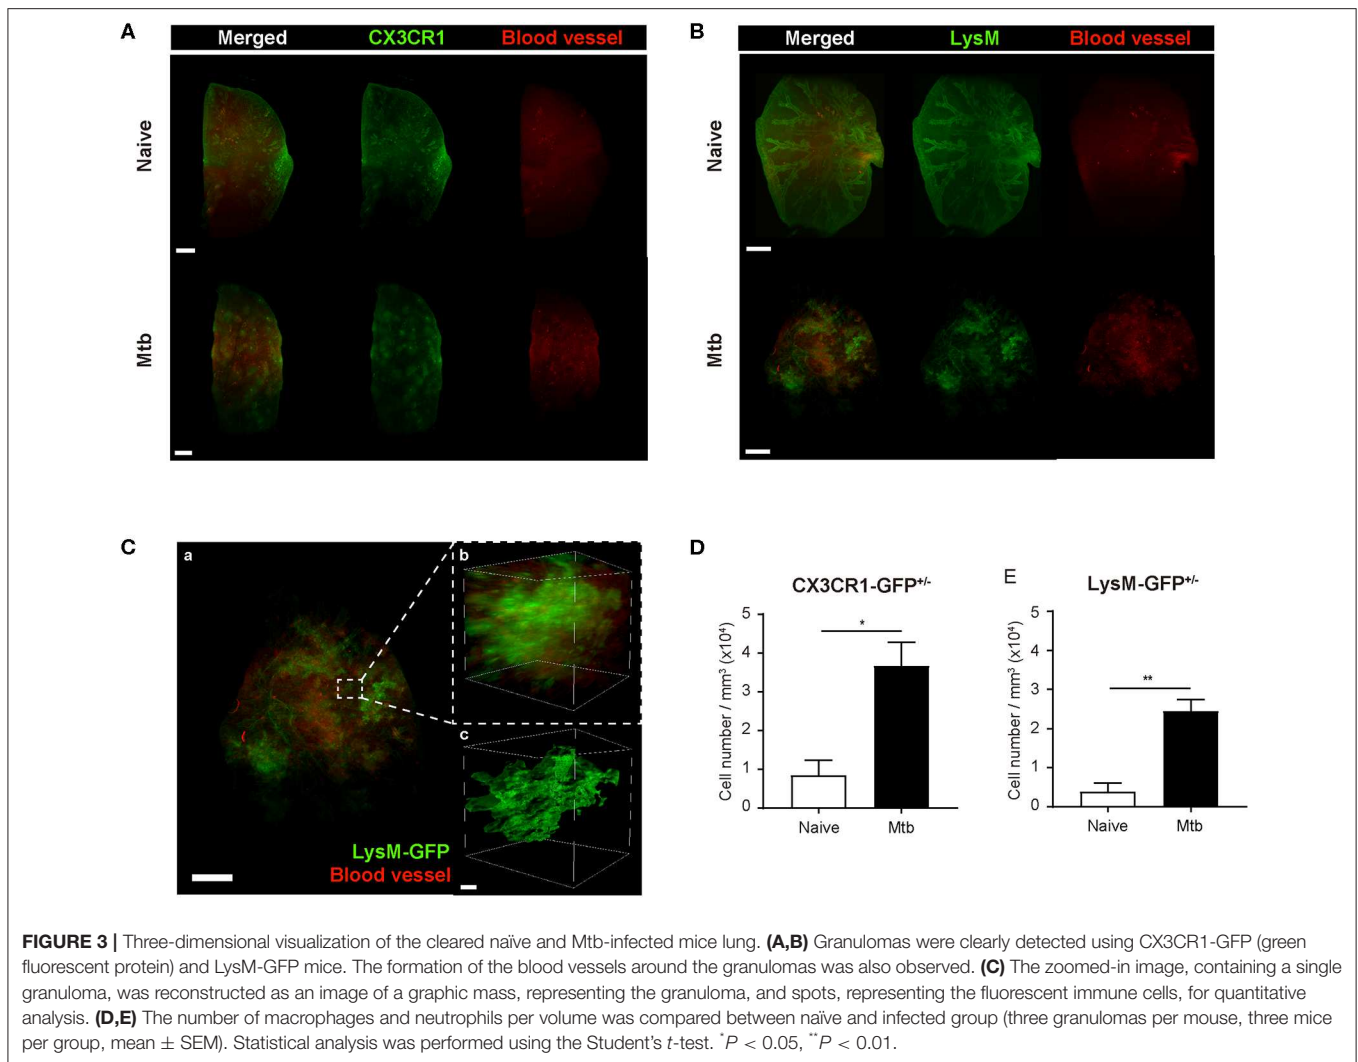 A
Merged CX3CR1 Blood vessel
Naive
Mtb
B
Merged LysM Blood vessel
Naive
Mtb
C
a
b
c
LysM-GFP
Blood vessel
D
CX3CR1-GFP+/-
Cell number / mm³ (x10⁴)
5
4
3
2
1
0
*
Naive Mtb
E
LysM-GFP+/-
Cell number / mm³ (x10⁴)
5
4
3
2
1
0
**
Naive Mtb
FIGURE 3 | Three-dimensional visualization of the cleared naïve and Mtb-infected mice lung. (A,B) Granulomas were clearly detected using CX3CR1-GFP (green
fluorescent protein) and LysM-GFP mice. The formation of the blood vessels around the granulomas was also observed. (C) The zoomed-in image, containing a single
granuloma, was reconstructed as an image of a graphic mass, representing the granuloma, and spots, representing the fluorescent immune cells, for quantitative
analysis. (D,E) The number of macrophages and neutrophils per volume was compared between naïve and infected group (three granulomas per mouse, three mice
per group, mean ± SEM). Statistical analysis was performed using the Student's t-test. *P < 0.05, **P < 0.01.